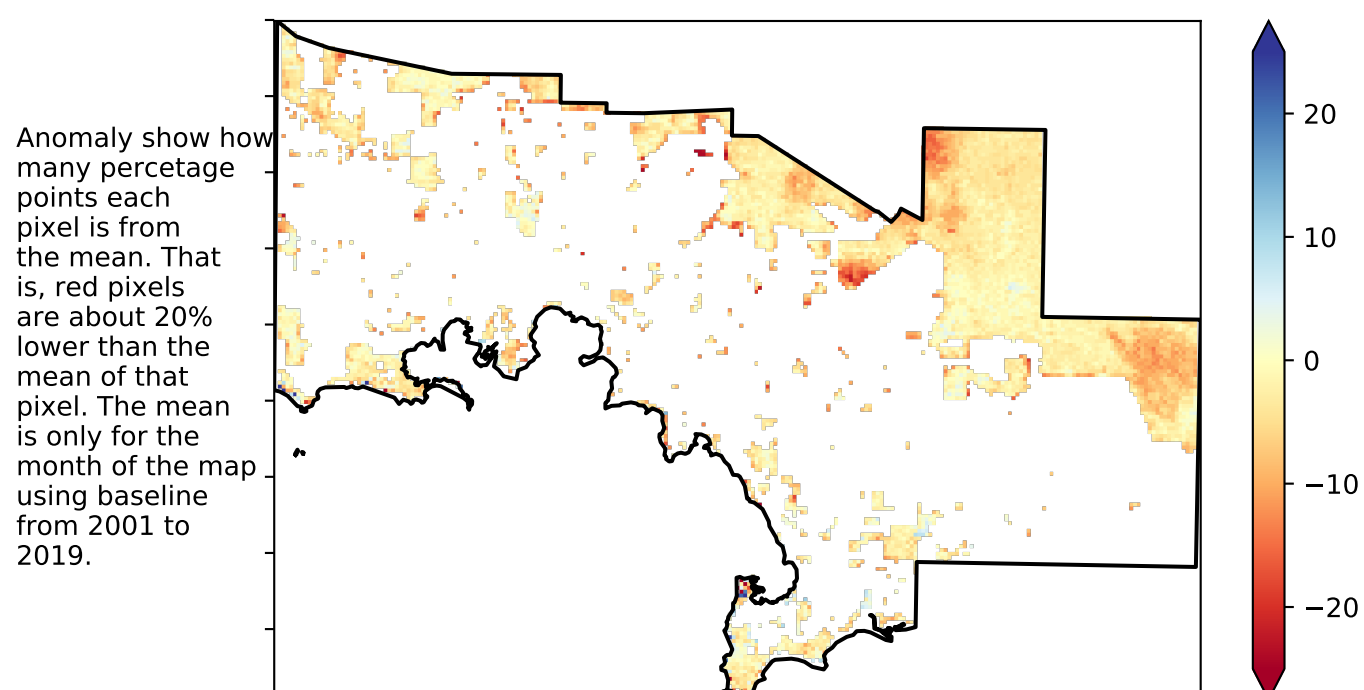 Anomaly show how
many percetage
points each
pixel is from
the mean. That
is, red pixels
are about 20%
lower than the
mean of that
pixel. The mean
is only for the
month of the map
using baseline
from 2001 to
2019.
20
10
0
−10
−20